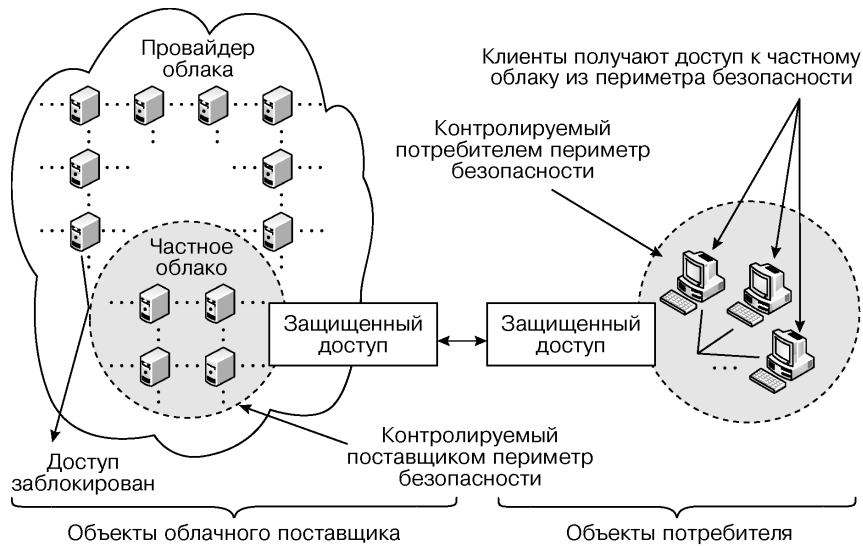 Провайдер
облака
Клиенты получают доступ к частному
облаку из периметра безопасности
Контролируемый
потребителем периметр
безопасности
Частное
облако
Защищенный
доступ
Защищенный
доступ
Доступ
заблокирован
Контролируемый
поставщиком периметр
безопасности
Объекты облачного поставщика
Объекты потребителя